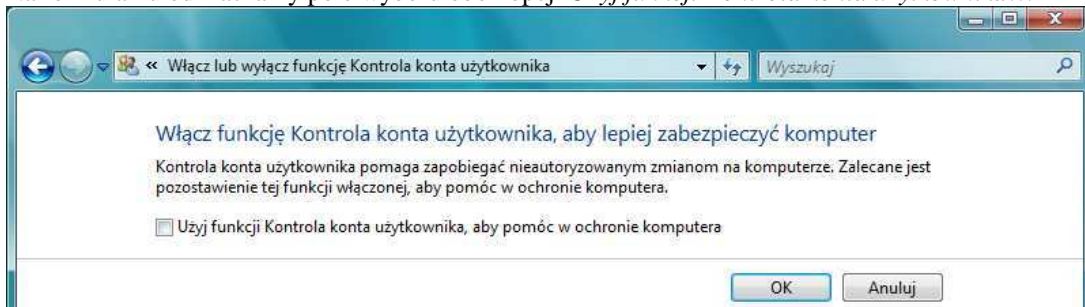 « Włącz lub wyłącz funkcję Kontrola konta użytkownika
Wyszukaj
Włącz funkcję Kontrola konta użytkownika, aby lepiej zabezpieczyć komputer
Kontrola konta użytkownika pomaga zapobiegać nieautoryzowanym zmianom na komputerze. Zalecane jest
pozostawienie tej funkcji włączonej, aby pomóc w ochronie komputera.
Użyj funkcji Kontrola konta użytkownika, aby pomóc w ochronie komputera
OK Anuluj